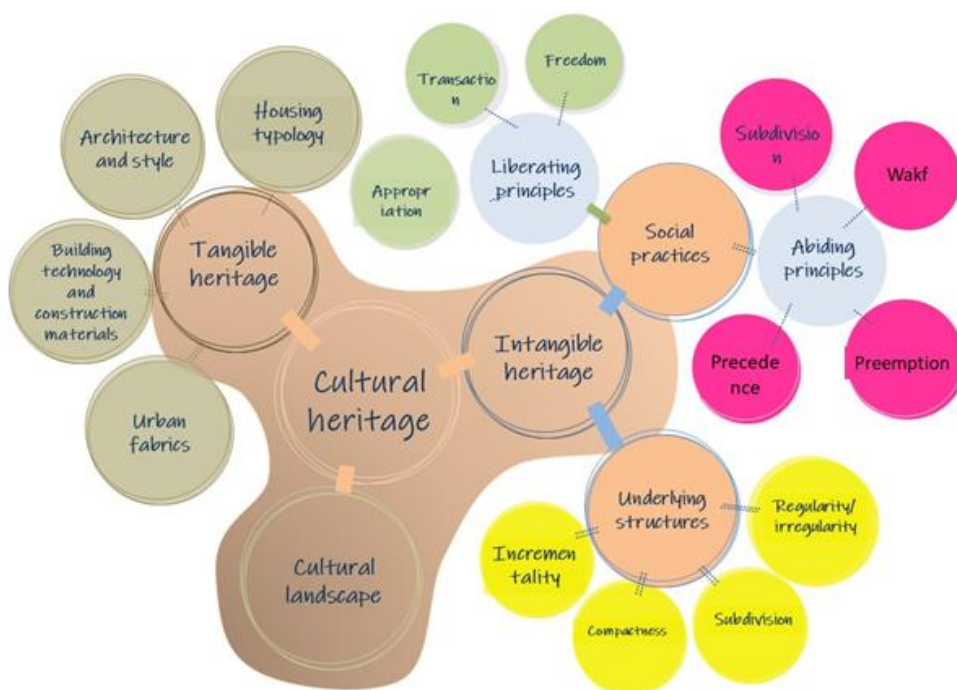 Housing
typology
Architecture
and style
Building
technology
and
construction
materials
Urban
fabrics
Tangible
heritage
Cultural
heritage
Cultural
landscape
Intangible
heritage
Transactio
n
Freedom
Appropr
iation
Liberating
principles
Social
practices
Subdivisio
n
Wakf
Abiding
principles
Precede
nce
Preemption
Underlying
structures
Regularity/
irregularity
Incremen
tality
Compactness
Subdivision